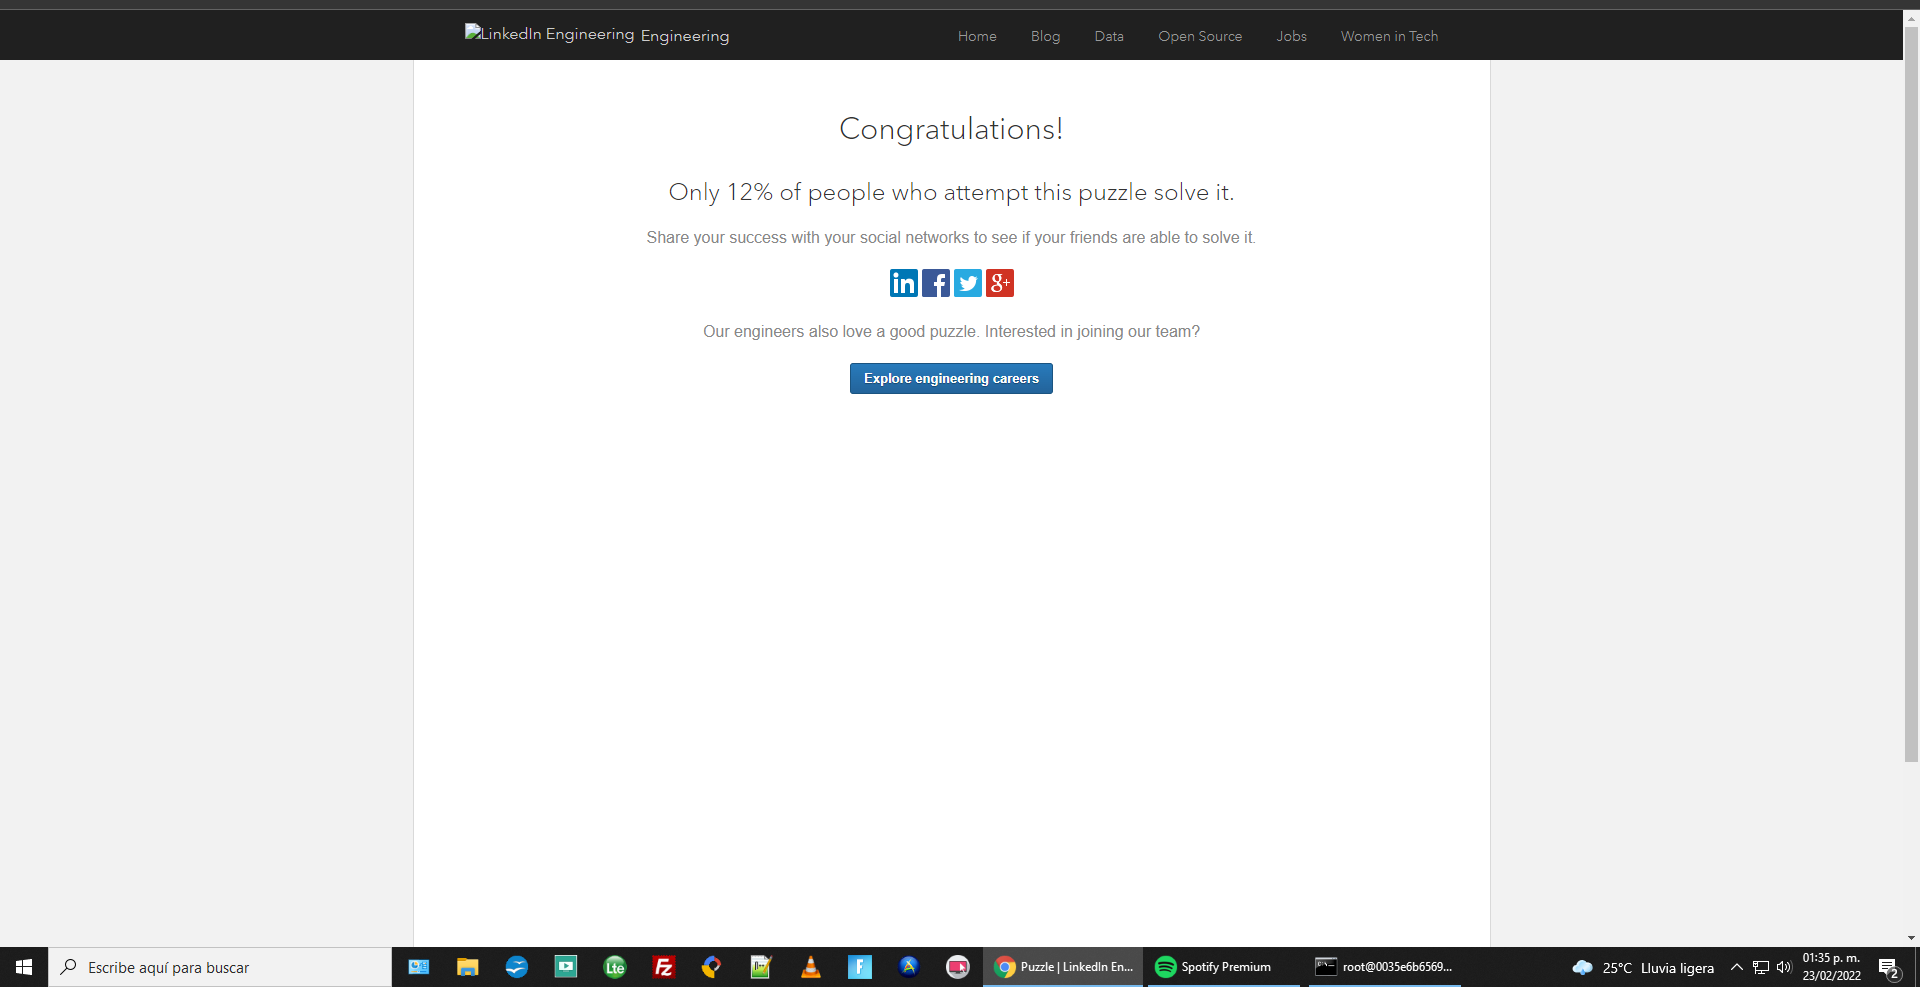 LinkedIn Engineering Engineering
Home Blog Data Open Source Jobs Women in Tech
Congratulations!
Only 12% of people who attempt this puzzle solve it.
Share your success with your social networks to see if your friends are able to solve it.
in f g+
Our engineers also love a good puzzle. Interested in joining our team?
Explore engineering careers
Escribe aquí para buscar
Lte
Fz
Puzzle | LinkedIn En...
Spotify Premium
root@0035e6b6569...
25°C Lluvia ligera
01:35 p. m.
23/02/2022
2